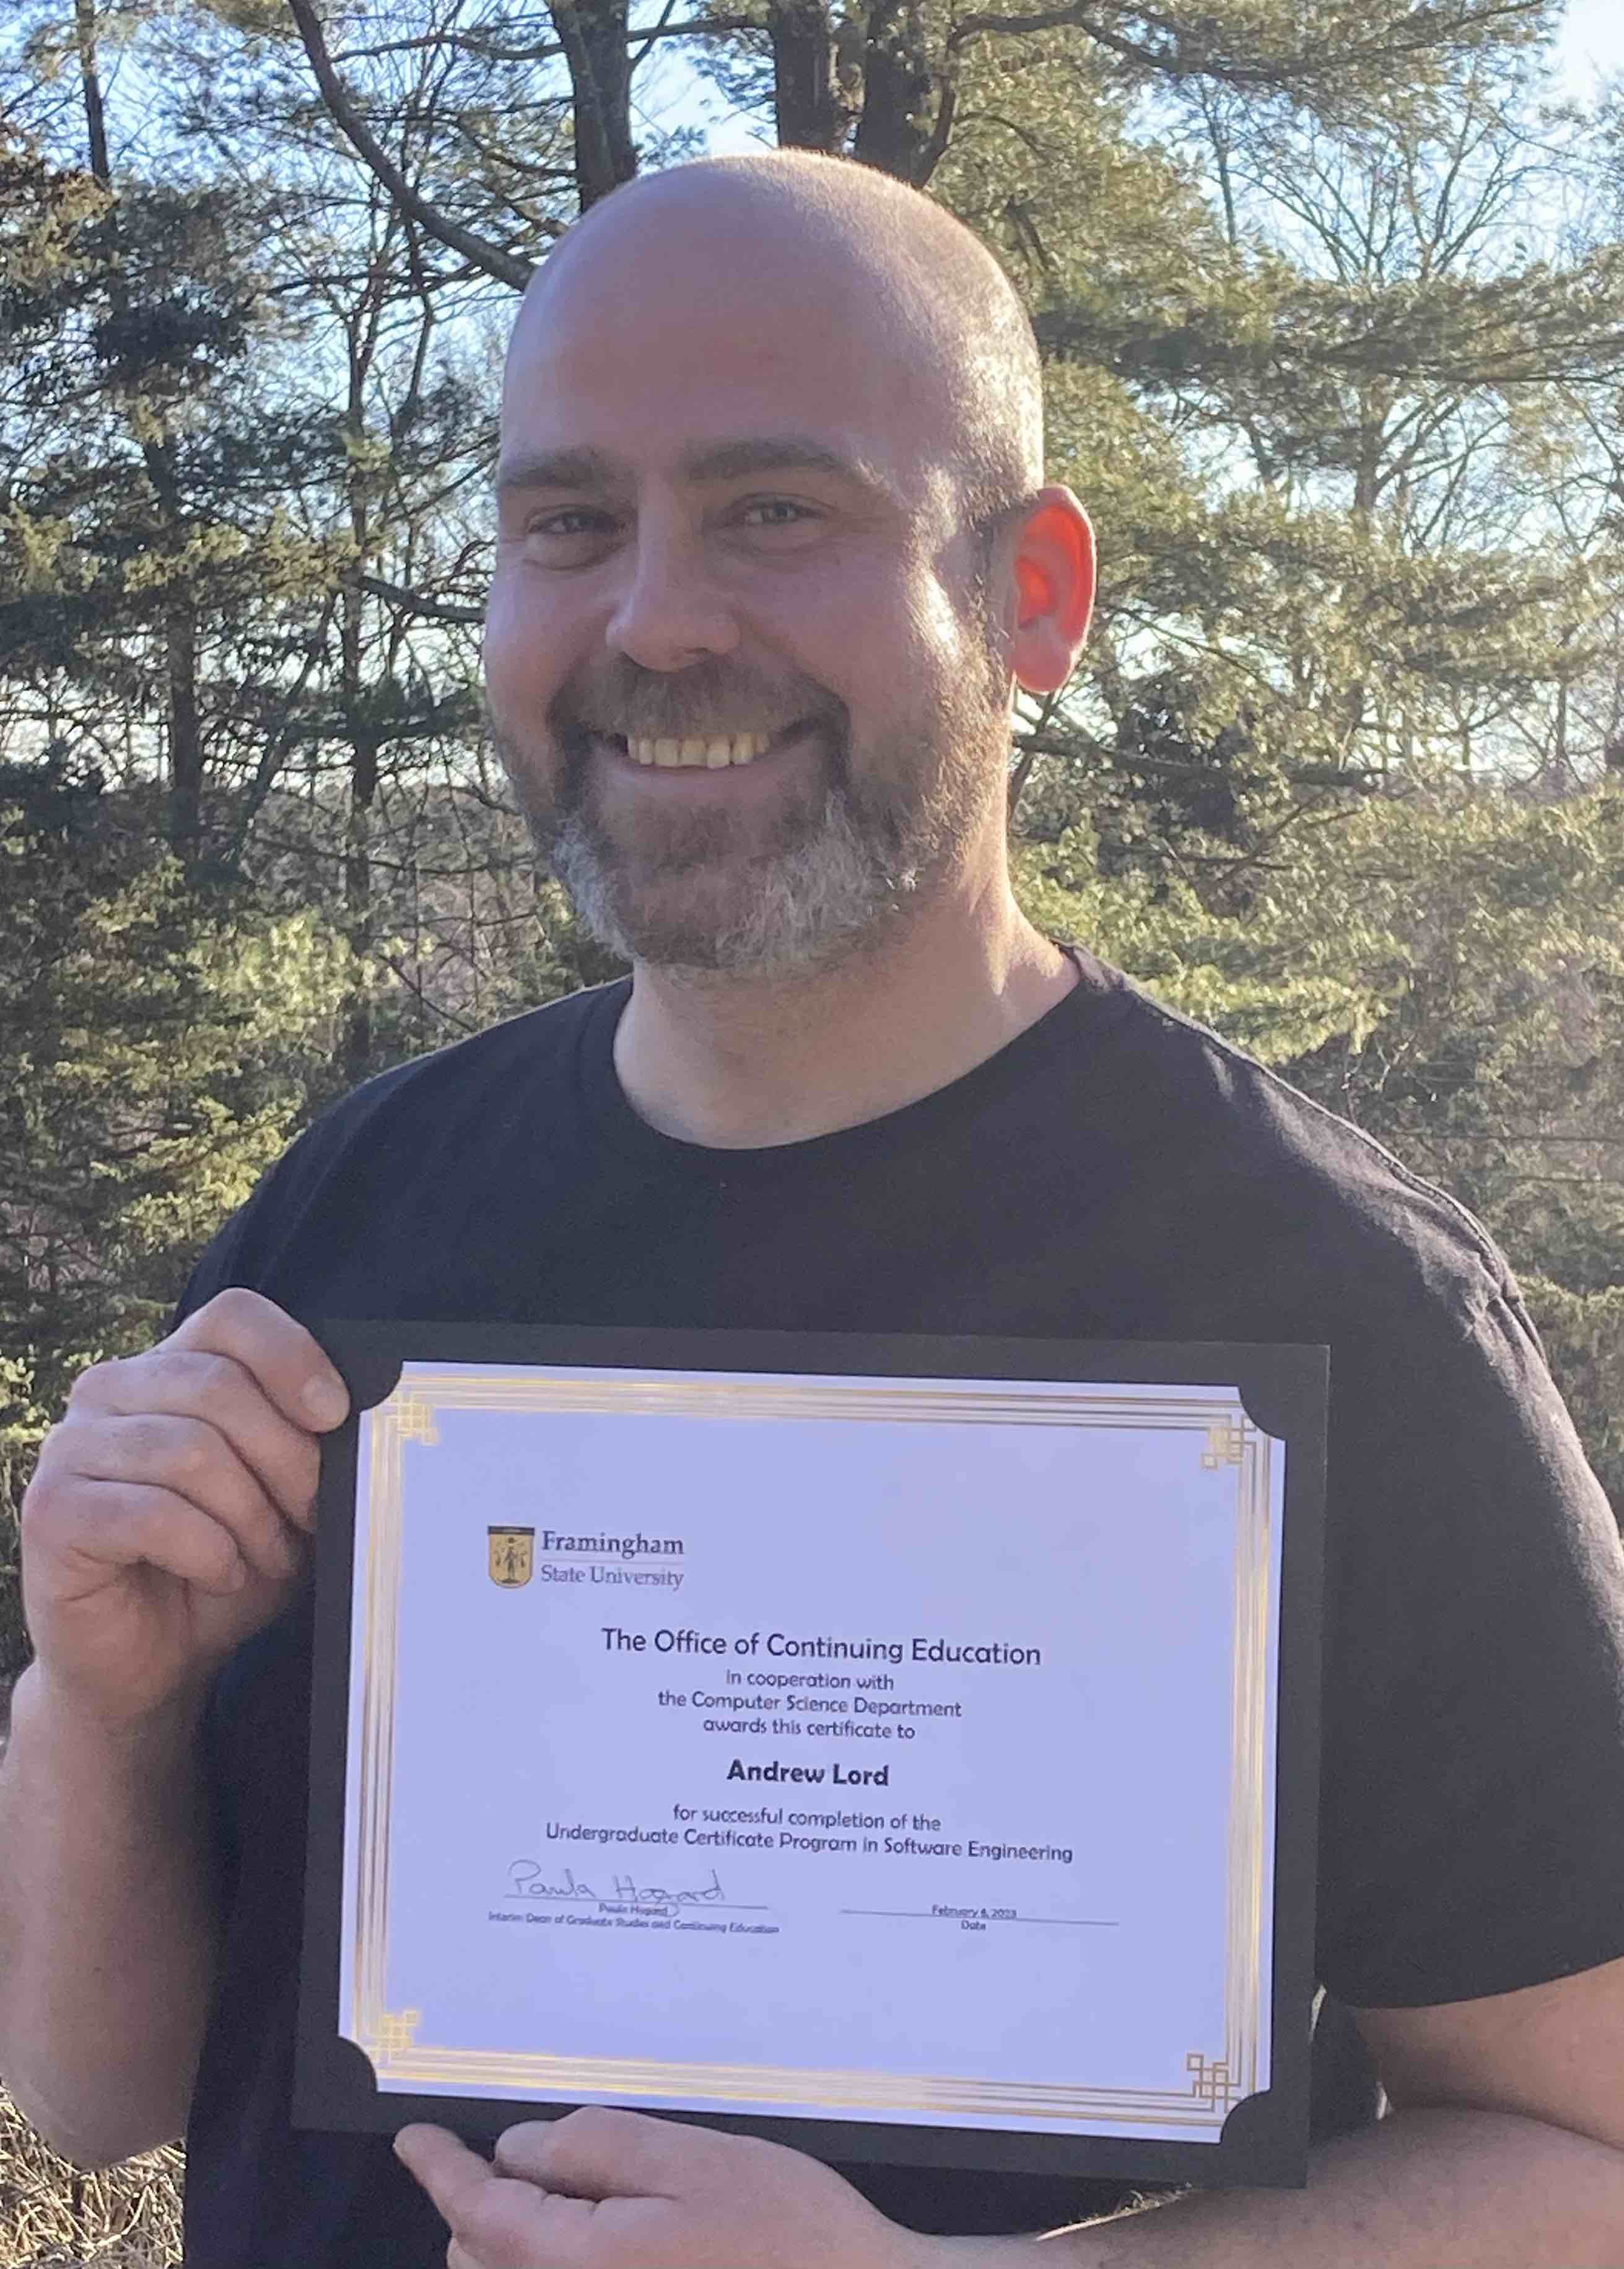 Framingham
State University
The Office of Continuing Education
in cooperation with
the Computer Science Department
awards this certificate to
Andrew Lord
for successful completion of the
Undergraduate Certificate Program in Software Engineering
Paula Hogard
Paula Hogard
Interim Dean of Graduate Studies and Continuing Education
February 6, 2023
Date